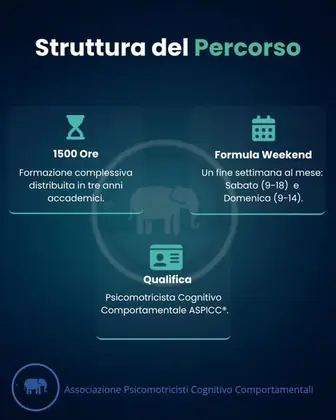 Struttura del Percorso
1500 Ore
Formazione complessiva
distribuita in tre anni
accademici.
Formula Weekend
Un fine settimana al mese:
Sabato (9-18) e
Domenica (9-14).
Qualifica
Psicomotricista Cognitivo
Comportamentale ASPICC®.
Associazione Psicomotricisti Cognitivo Comportamentali